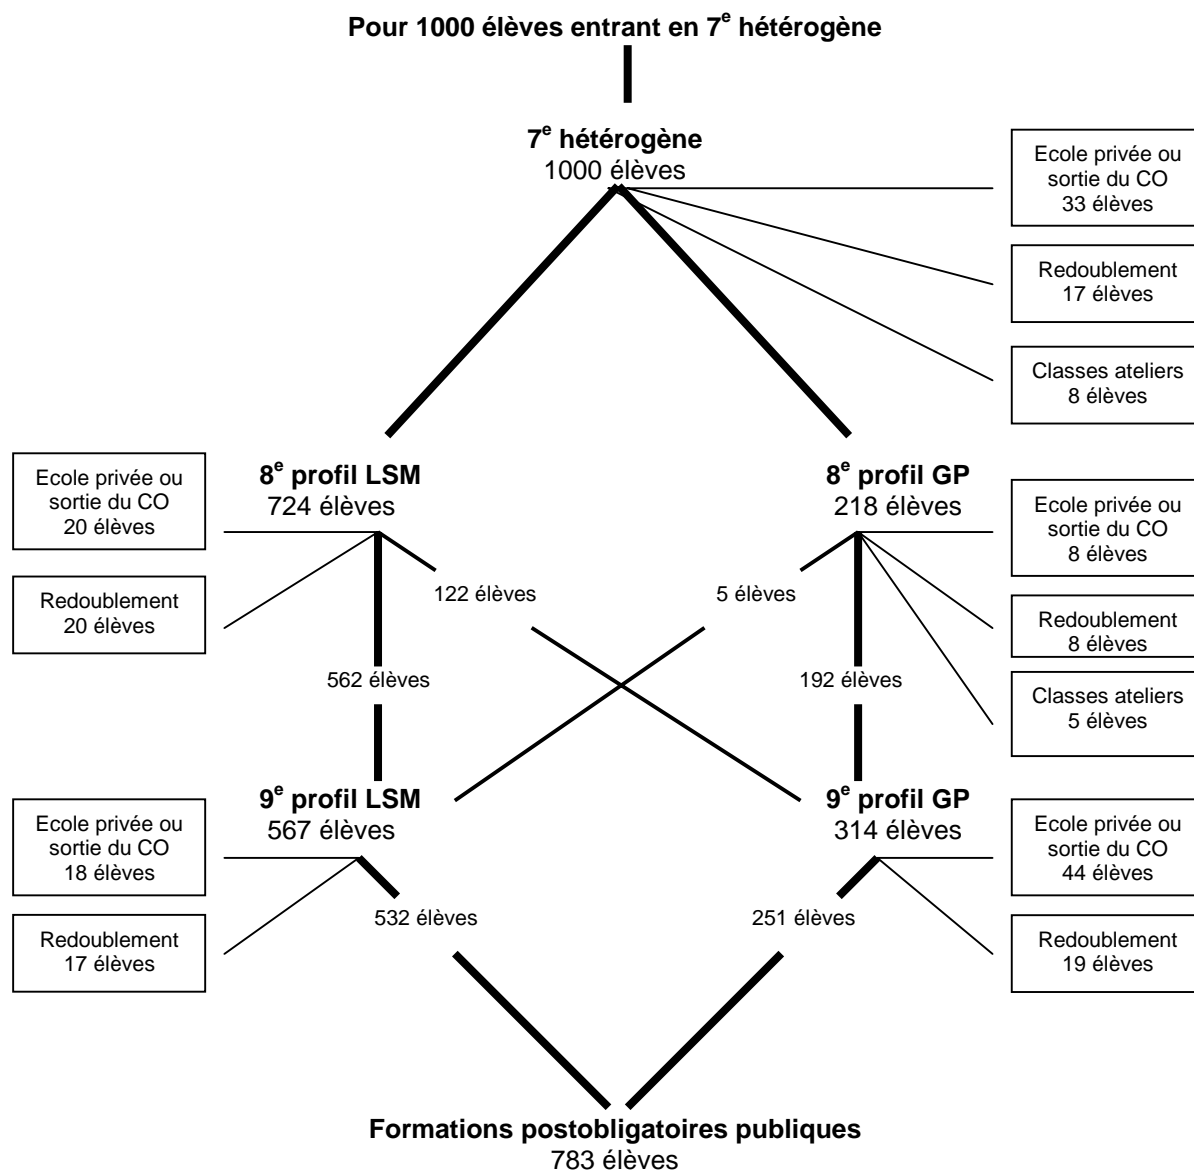 Pour 1000 élèves entrant en 7e hétérogène
7e hétérogène
1000 élèves
Ecole privée ou
sortie du CO
33 élèves
Redoublement
17 élèves
Classes ateliers
8 élèves
8e profil LSM
724 élèves
8e profil GP
218 élèves
Ecole privée ou
sortie du CO
20 élèves
Redoublement
20 élèves
Ecole privée ou
sortie du CO
8 élèves
Redoublement
8 élèves
Classes ateliers
5 élèves
122 élèves
5 élèves
562 élèves
192 élèves
9e profil LSM
567 élèves
9e profil GP
314 élèves
Ecole privée ou
sortie du CO
18 élèves
Redoublement
17 élèves
Ecole privée ou
sortie du CO
44 élèves
Redoublement
19 élèves
532 élèves
251 élèves
Formations postobligatoires publiques
783 élèves